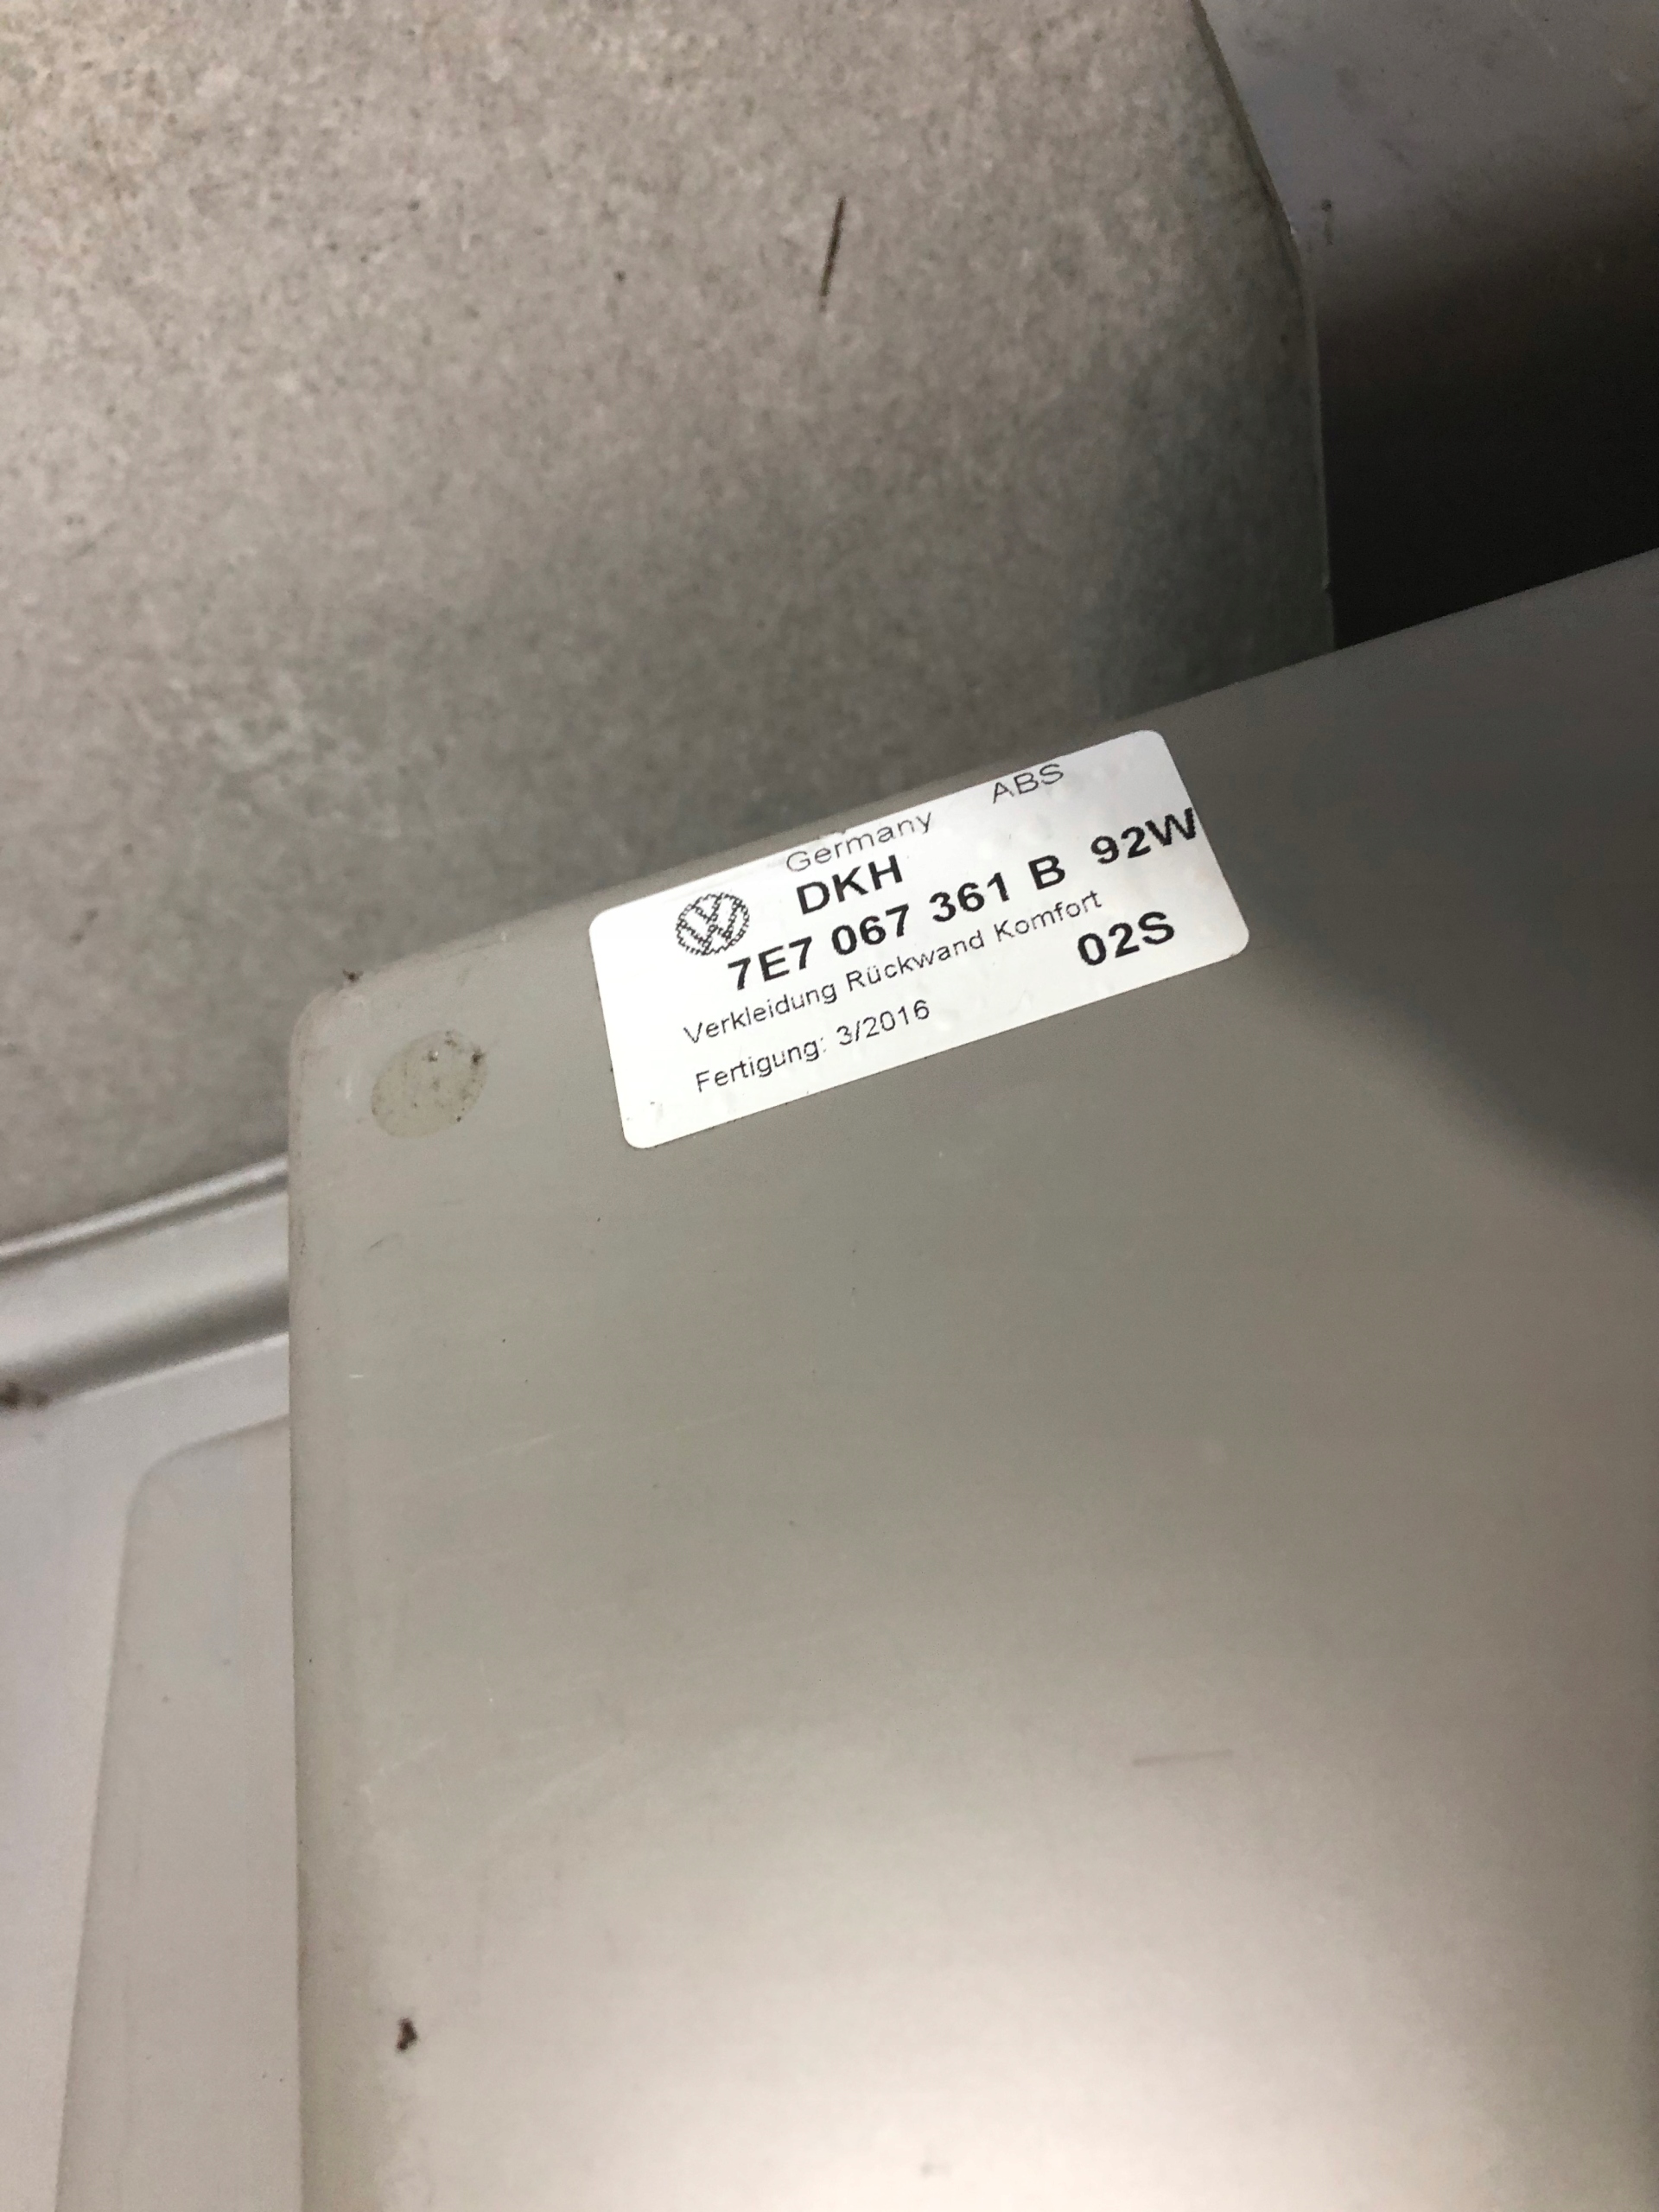 Germany ABS
DKH
7E7 067 361 B 92W
Verkleidung Rückwand Komfort
02S
Fertigung: 3/2016